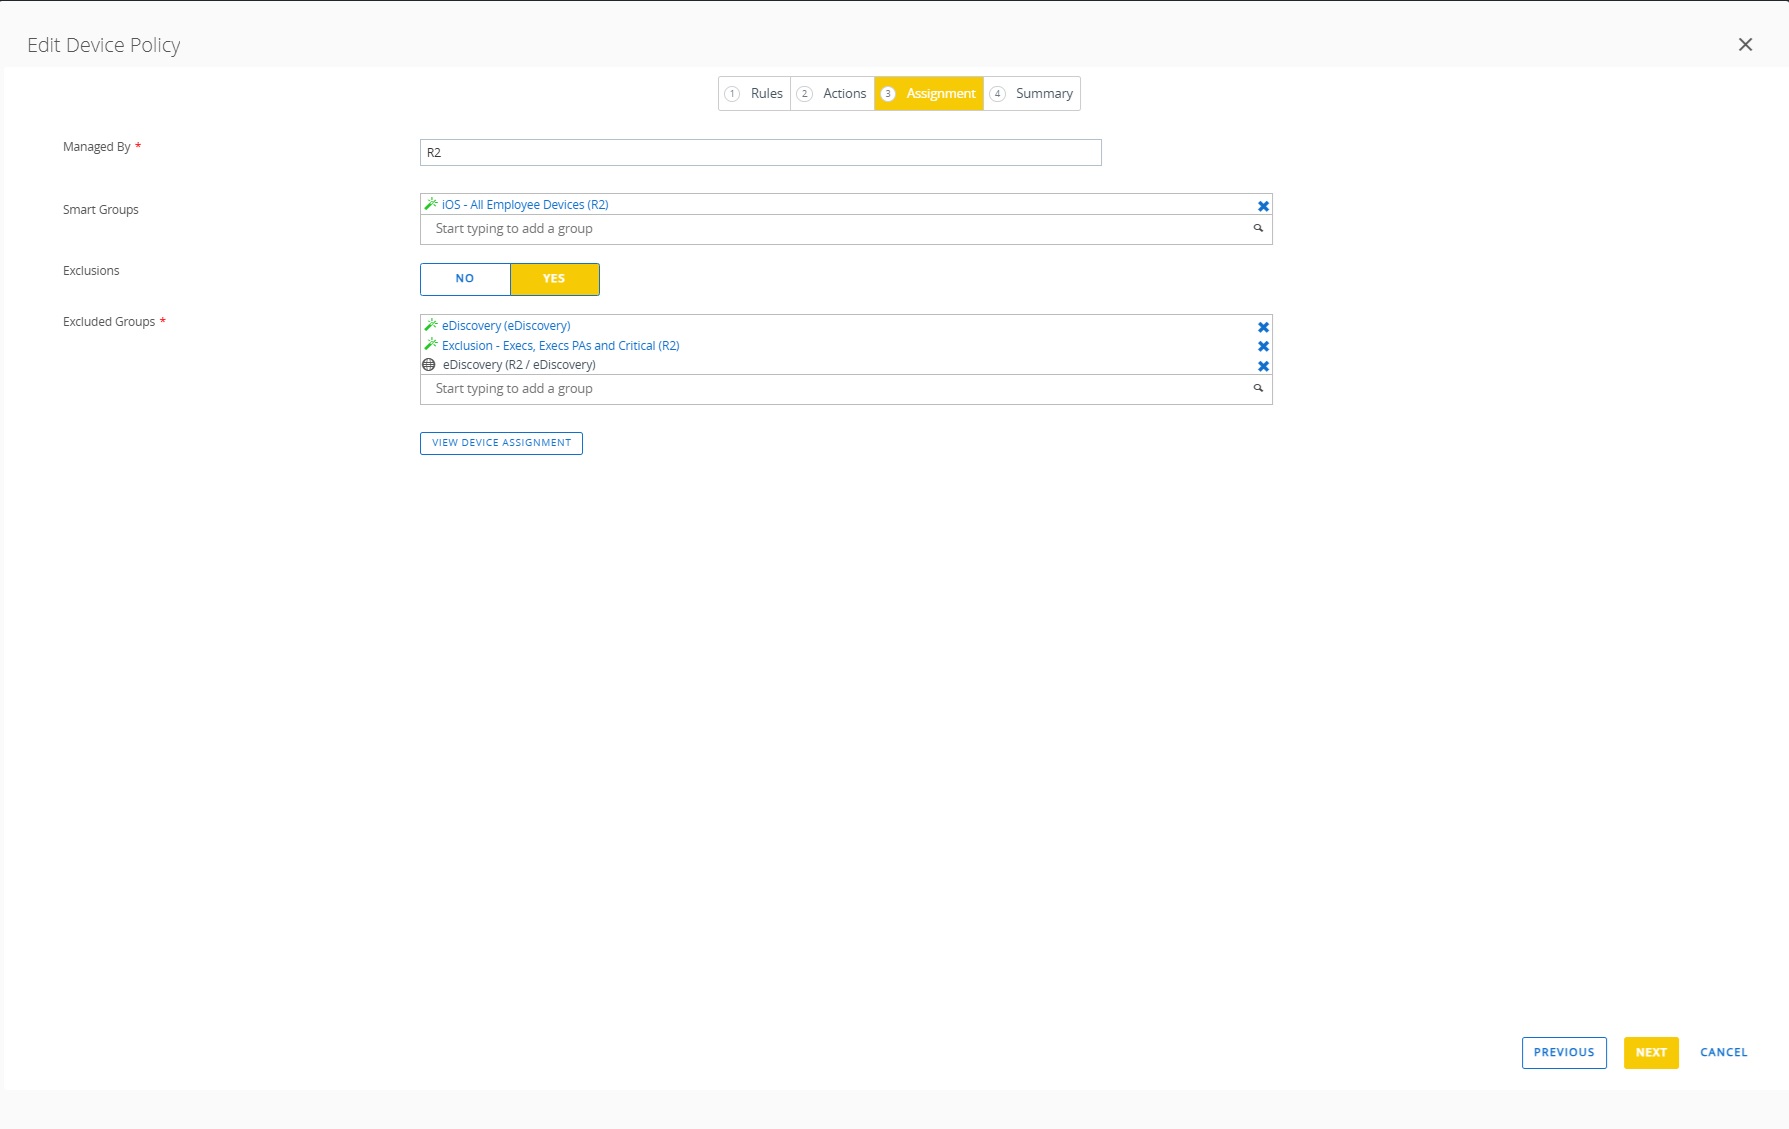 Edit Device Policy
1 Rules 2 Actions 3 Assignment 4 Summary
Managed By * R2
Smart Groups iOS - All Employee Devices (R2)
Start typing to add a group
Exclusions NO YES
Excluded Groups * eDiscovery (eDiscovery)
Exclusion - Execs, Execs PAs and Critical (R2)
eDiscovery (R2 / eDiscovery)
Start typing to add a group
VIEW DEVICE ASSIGNMENT
PREVIOUS NEXT CANCEL